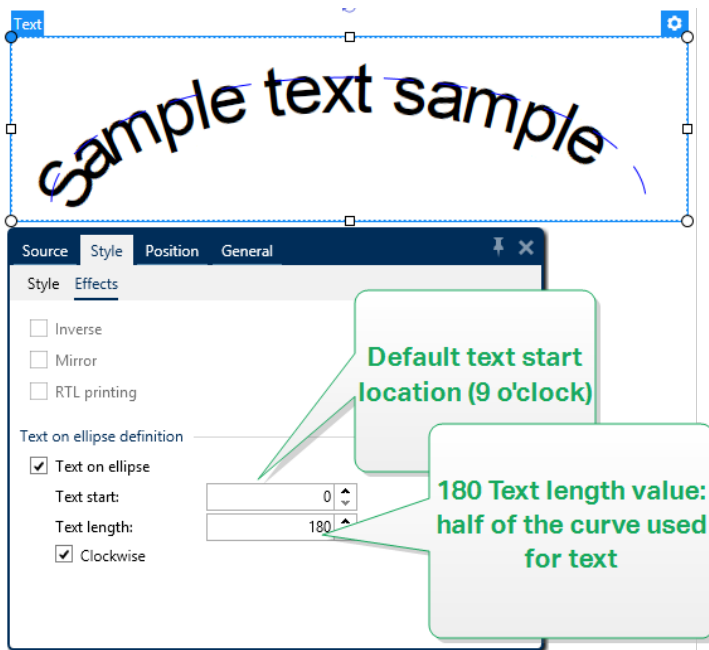 Text
Sample text sample
Source Style Position General
Style Effects
Inverse
Mirror
RTL printing
Default text start
location (9 o'clock)
Text on ellipse definition
Text on ellipse
Text start: 0
Text length: 180
Clockwise
180 Text length value:
half of the curve used
for text